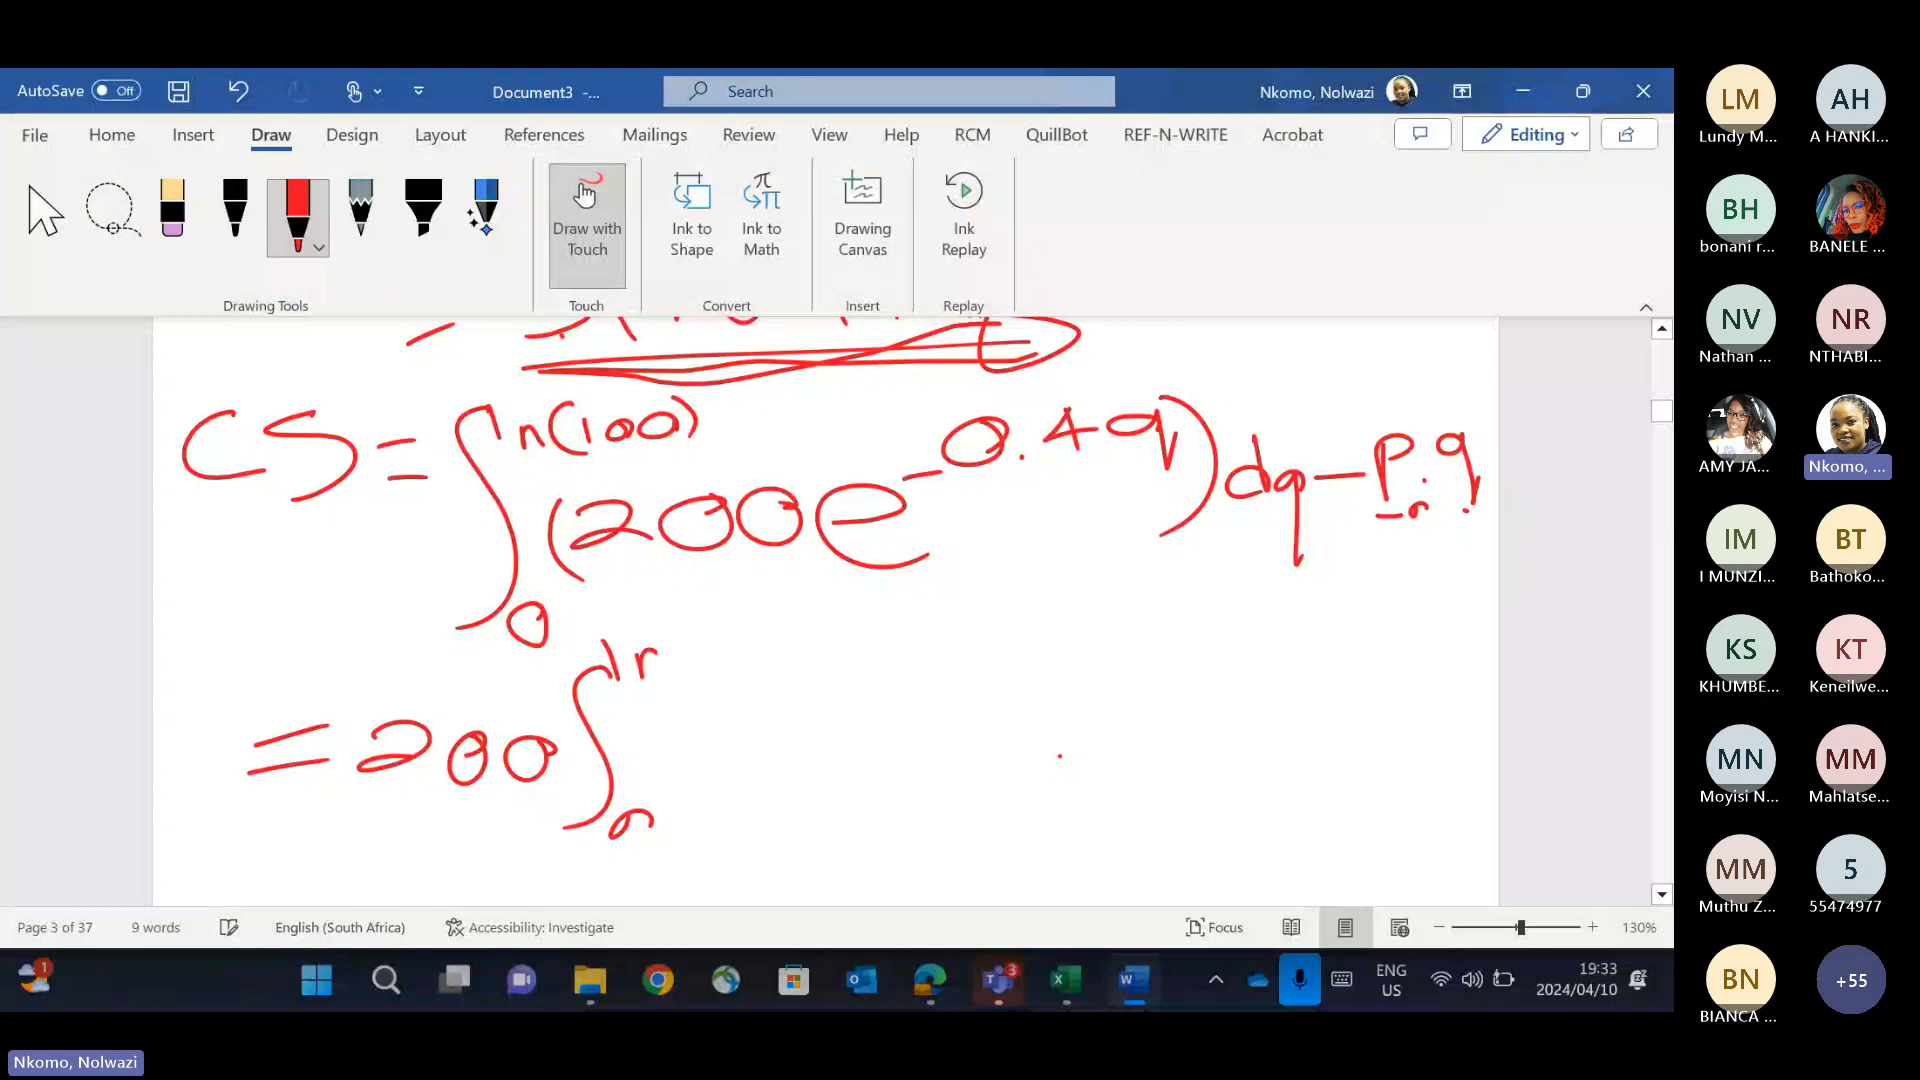 AutoSave Off Document3 -... Search Nkomo, Nolwazi
File Home Insert Draw Design Layout References Mailings Review View Help RCM QuillBot REF-N-WRITE Acrobat Editing
Draw with Touch
Ink to Shape
Ink to Math
Drawing Canvas
Ink Replay
Drawing Tools Touch Convert Insert Replay
CS = ∫ n(100) 0 (200e^-0.4q) dq - P.q
= 200 ∫
Page 3 of 37 9 words English (South Africa) Accessibility: Investigate Focus 130%
1 3 ENG US 19:33 2024/04/10
LM AH
Lundy M... A HANKI...
BH
bonani r... BANELE ...
NV NR
Nathan ... NTHABI...
AMY JA... Nkomo, ...
IM BT
I MUNZI... Bathoko...
KS KT
KHUMBE... Keneilwe...
MN MM
Moyisi N... Mahlatse...
MM 5
Muthu Z... 55474977
BN +55
BIANCA ...
Nkomo, Nolwazi